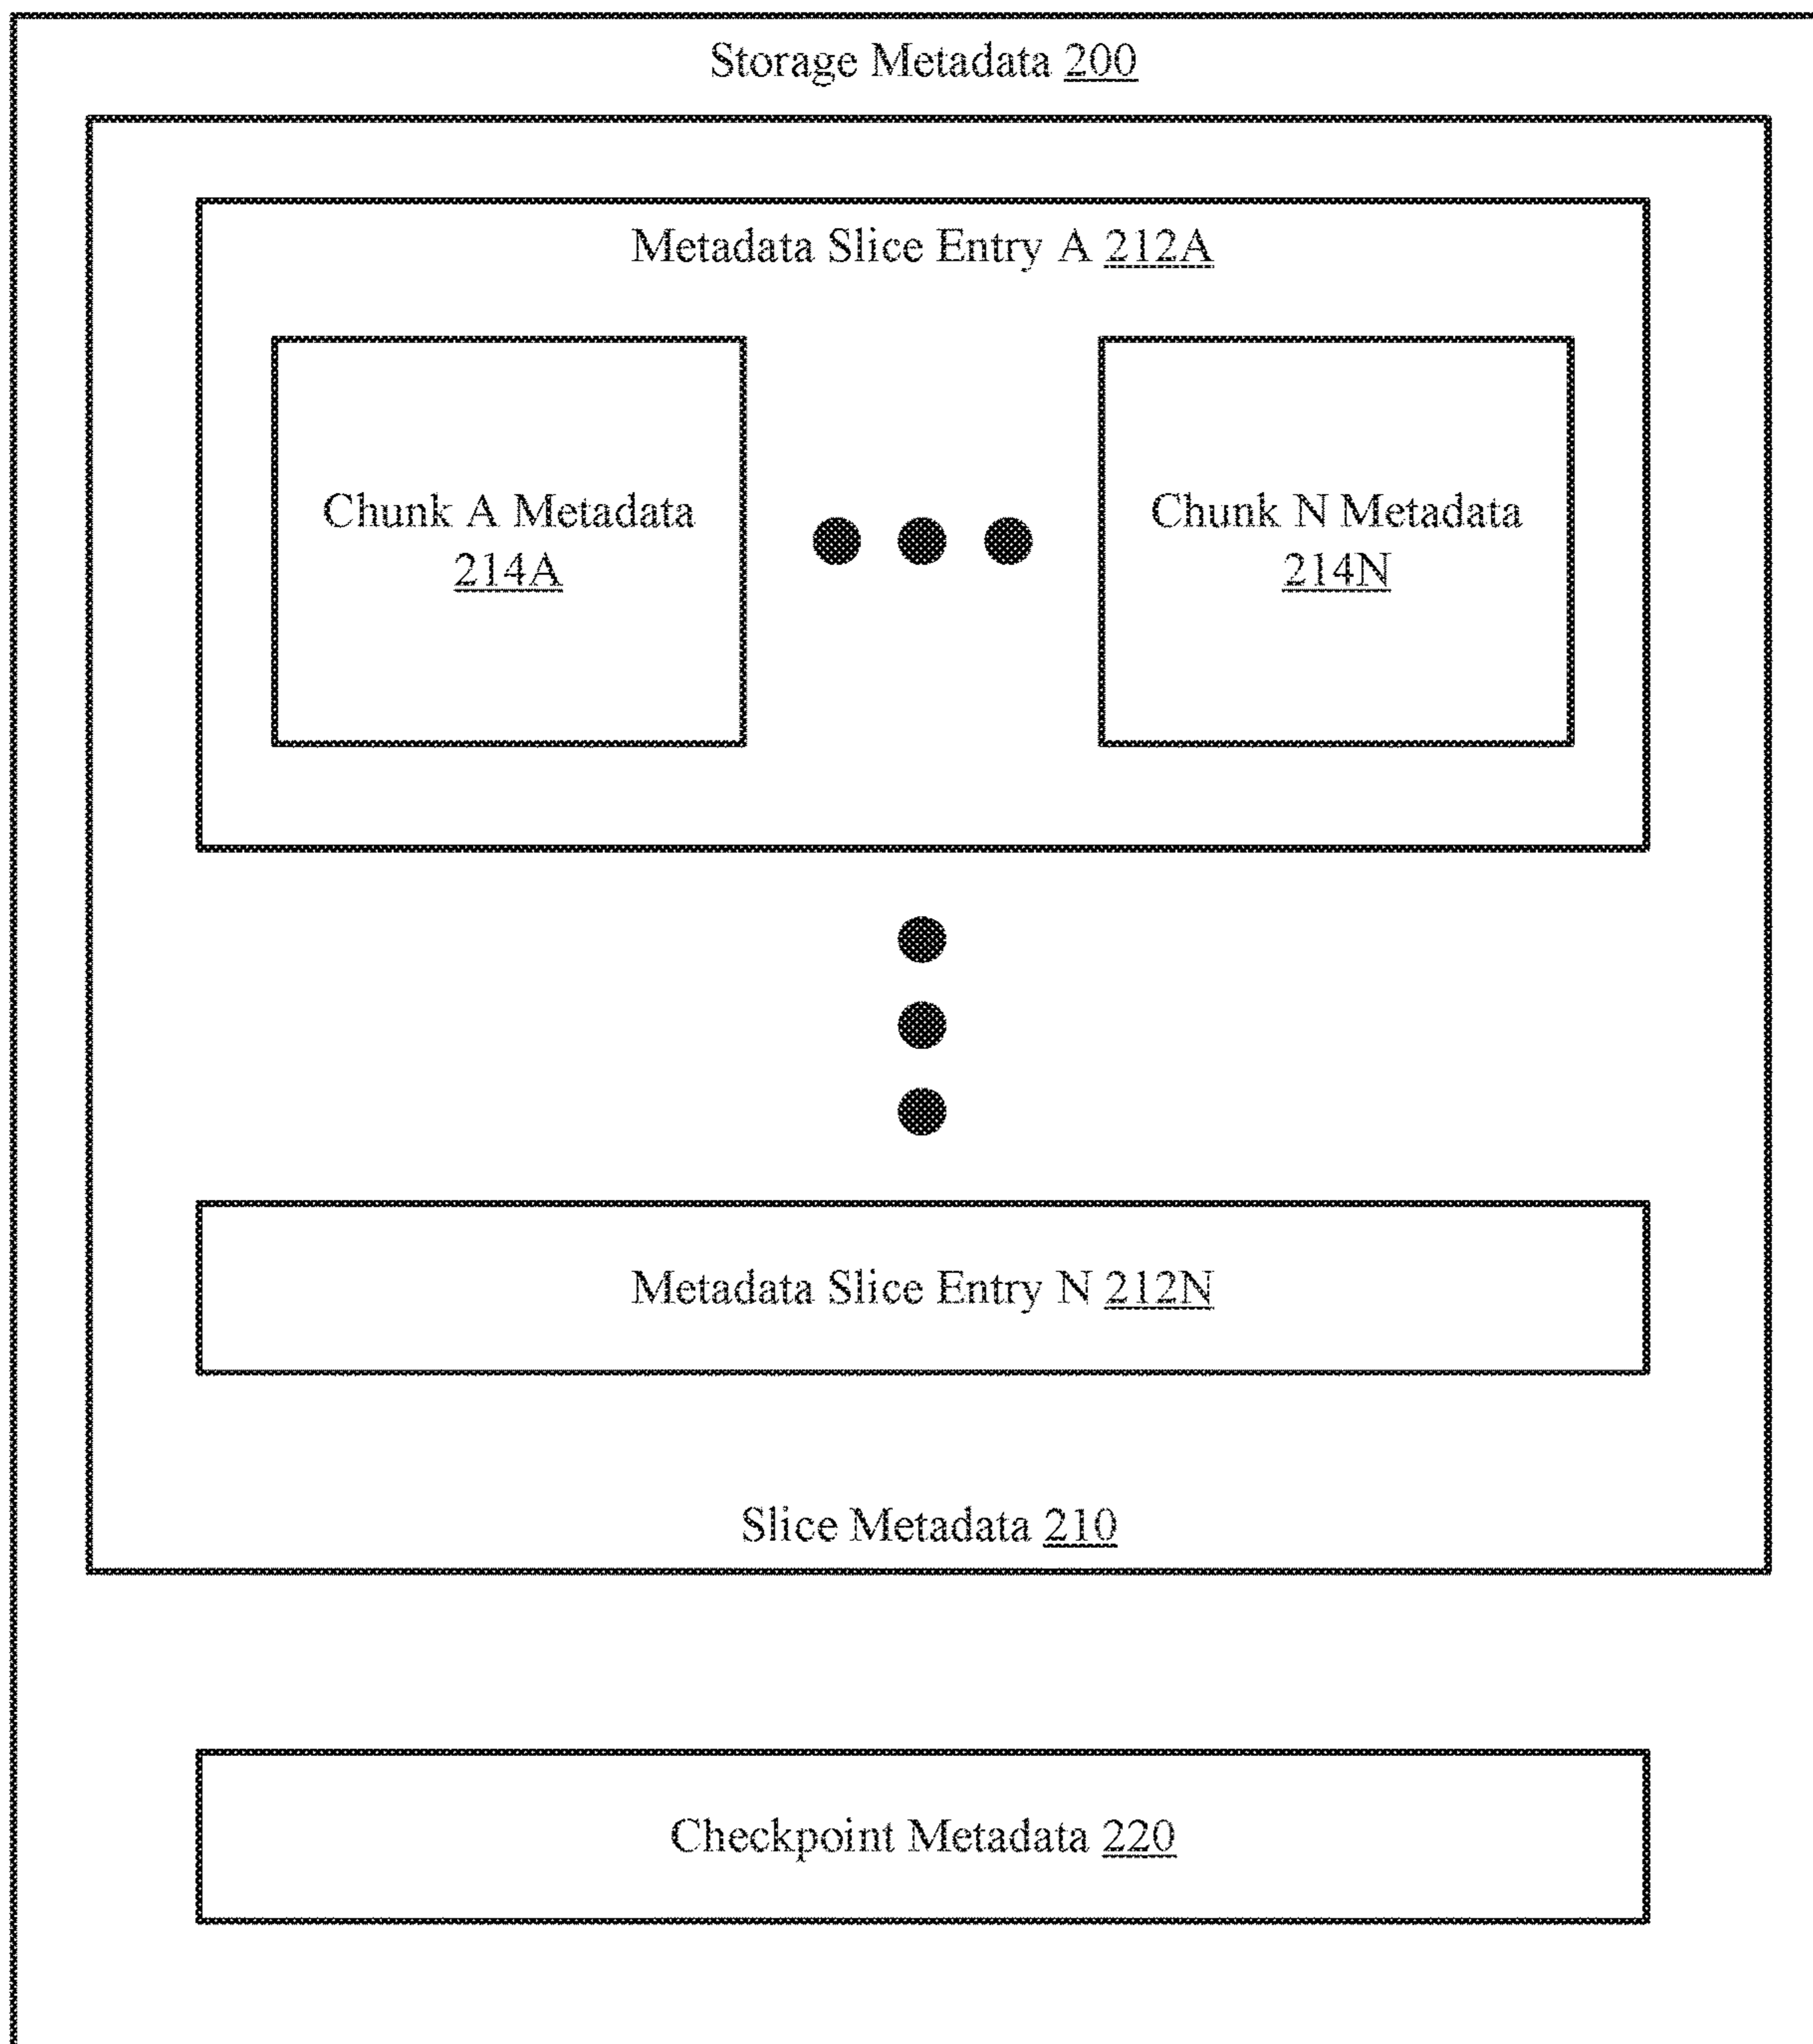 Storage Metadata 200
Metadata Slice Entry A 212A
Chunk A Metadata
214A
Chunk N Metadata
214N
Metadata Slice Entry N 212N
Slice Metadata 210
Checkpoint Metadata 220